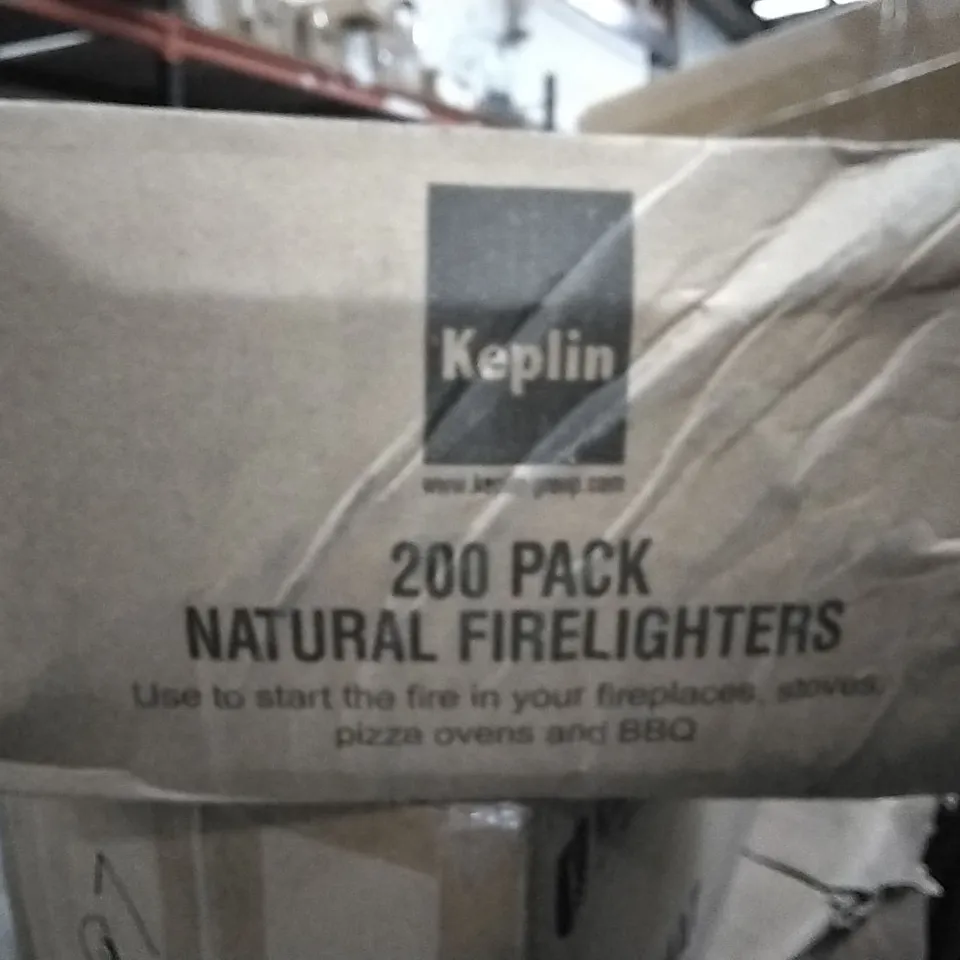 Keplin
200 PACK
NATURAL FIRELIGHTERS
Use to start the fire in your fireplaces, stoves,
pizza ovens and BBQ